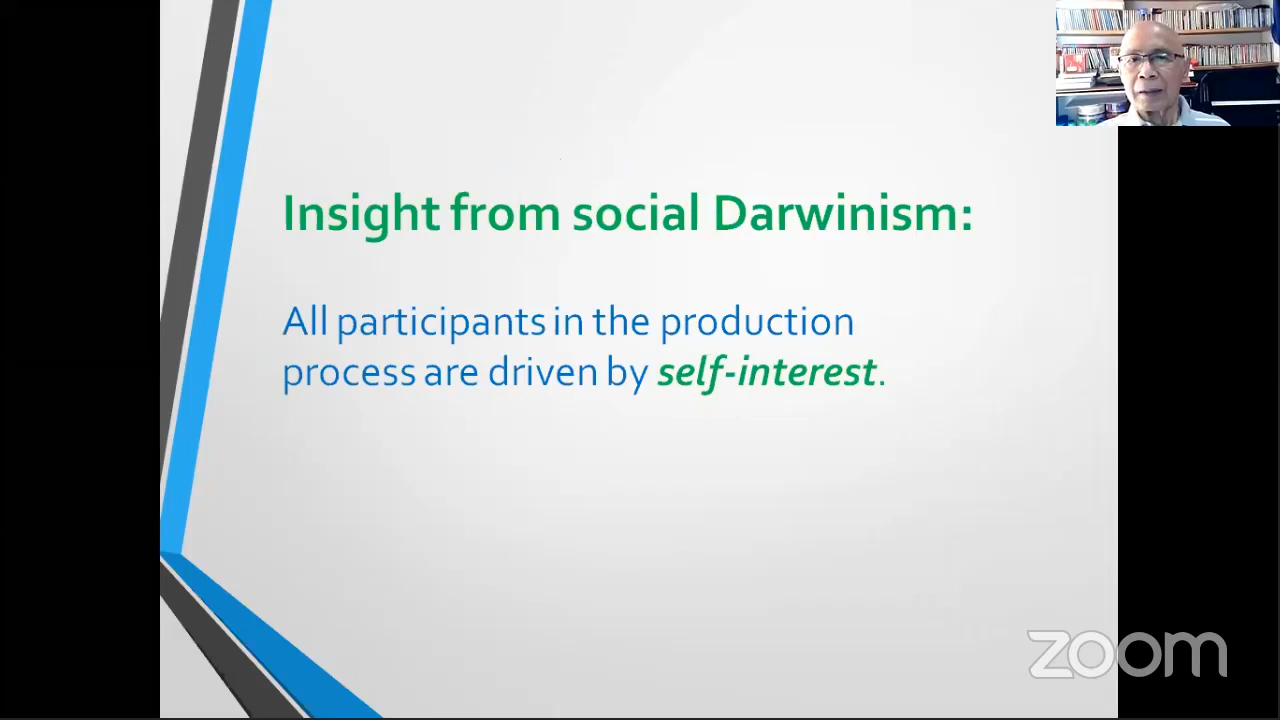 Insight from social Darwinism:
All participants in the production
process are driven by self-interest.
zoom